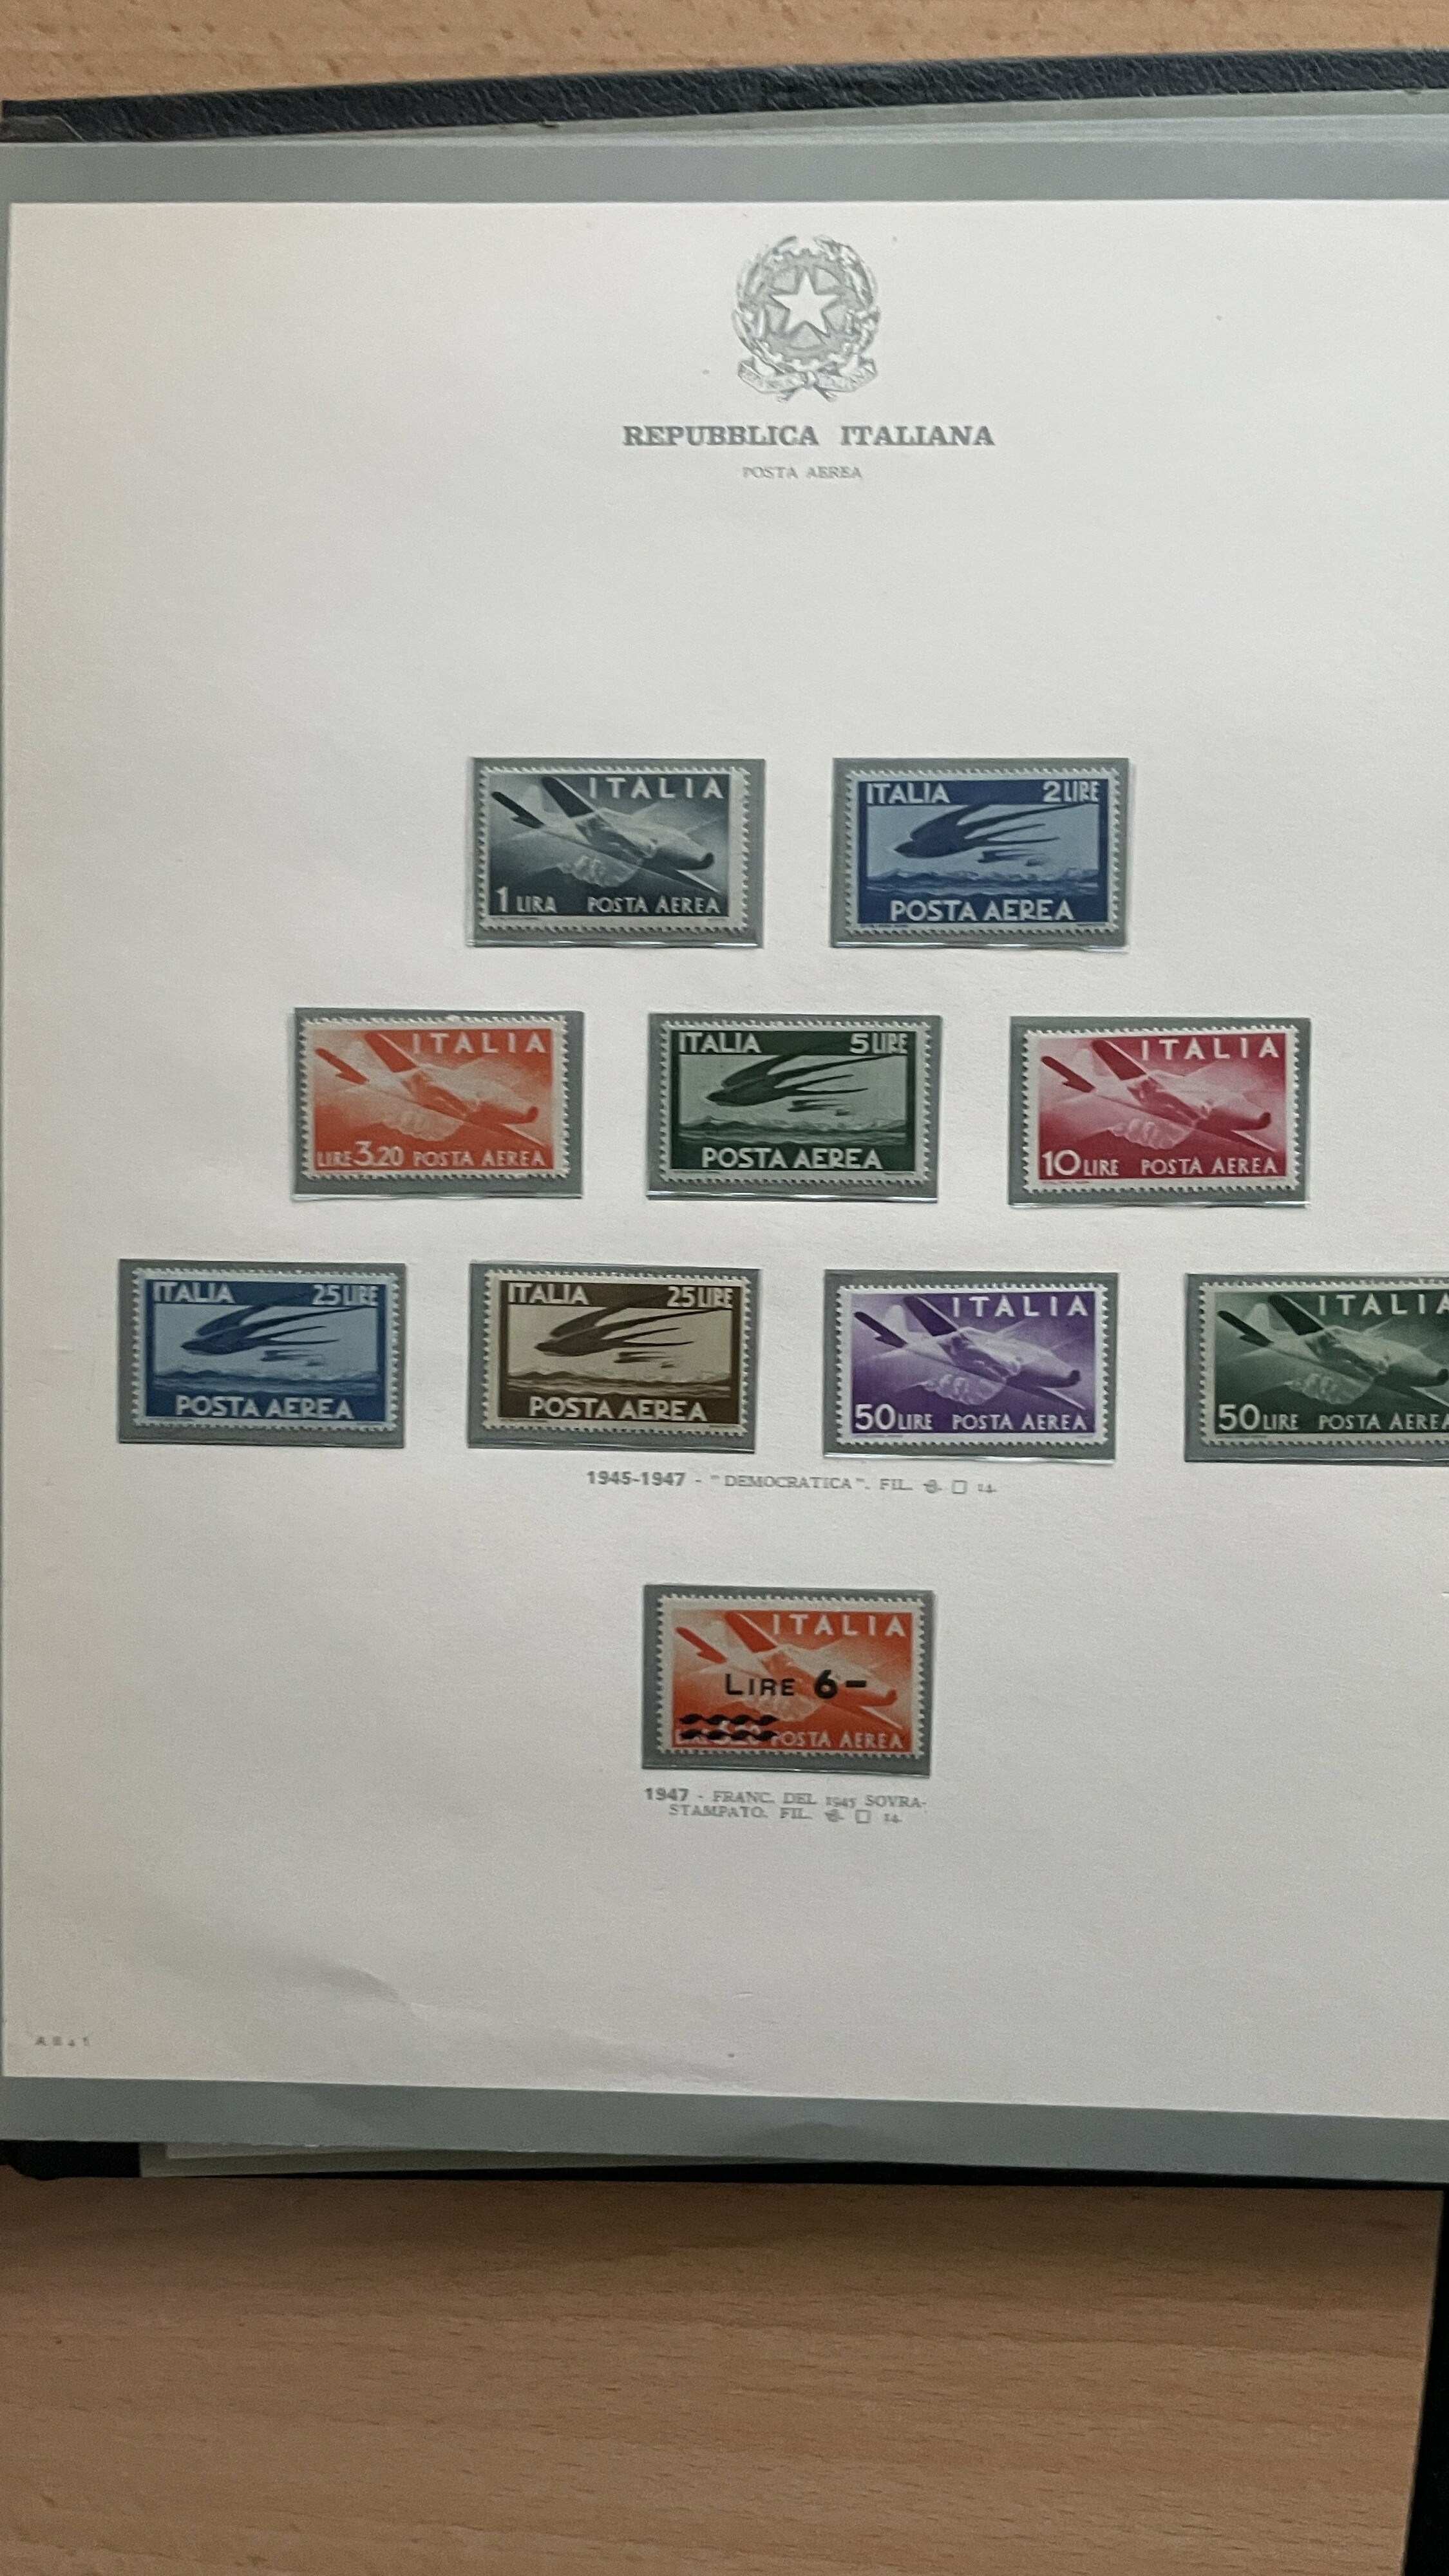 REPUBBLICA ITALIANA
POSTA AEREA
ITALIA
1 LIRA POSTA AEREA
ITALIA 2 LIRE
POSTA AEREA
ITALIA
LIRE 3.20 POSTA AEREA
ITALIA 5 LIRE
POSTA AEREA
ITALIA
10 LIRE POSTA AEREA
ITALIA 25 LIRE
POSTA AEREA
ITALIA 25 LIRE
POSTA AEREA
ITALIA
50 LIRE POSTA AEREA
ITALIA
50 LIRE POSTA AEREA
1945-1947 - "DEMOCRATICA". FIL. □ 14.
ITALIA
LIRE 6-
POSTA AEREA
1947 - FRANC. DEL 1945 SOVRA-
STAMPATO. FIL. □ 14.